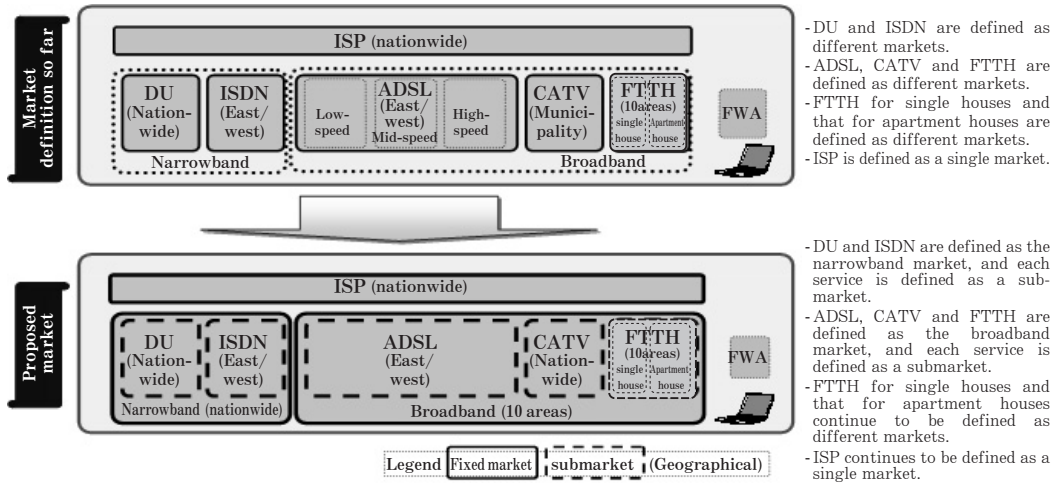 Market
definition so far
ISP (nationwide)
DU
(Nation-
wide)
ISDN
(East/
west)
Narrowband
Low-
speed
ADSL
(East/
west)
Mid-speed
High-
speed
CATV
(Munici-
pality)
FTTH
(10areas)
single
house
Apartment
house
Broadband
FWA
- DU and ISDN are defined as
different markets.
- ADSL, CATV and FTTH are
defined as different markets.
- FTTH for single houses and
that for apartment houses are
defined as different markets.
- ISP is defined as a single market.
Proposed
market
ISP (nationwide)
DU
(Nation-
wide)
ISDN
(East/
west)
Narrowband (nationwide)
ADSL
(East/
west)
CATV
(Nation-
wide)
FTTH
(10areas)
single
house
Apartment
house
Broadband (10 areas)
FWA
- DU and ISDN are defined as the
narrowband market, and each
service is defined as a sub-
market.
- ADSL, CATV and FTTH are
defined as the broadband
market, and each service is
defined as a submarket.
- FTTH for single houses and
that for apartment houses
continue to be defined as
different markets.
- ISP continues to be defined as a
single market.
Legend Fixed market submarket (Geographical)